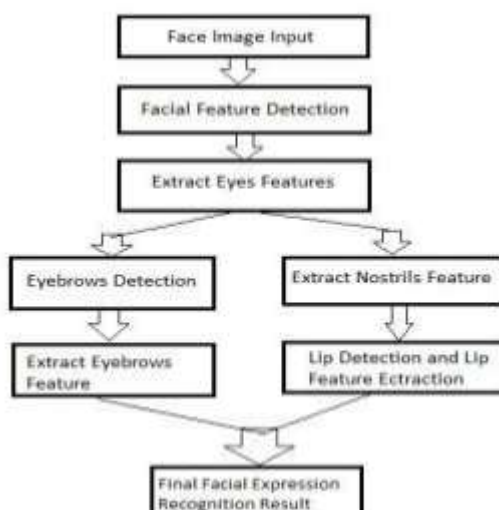 Face Image Input
Facial Feature Detection
Extract Eyes Features
Eyebrows Detection
Extract Nostrils Feature
Extract Eyebrows
Feature
Lip Detection and Lip
Feature Ectraction
Final Facial Expression
Recognition Result